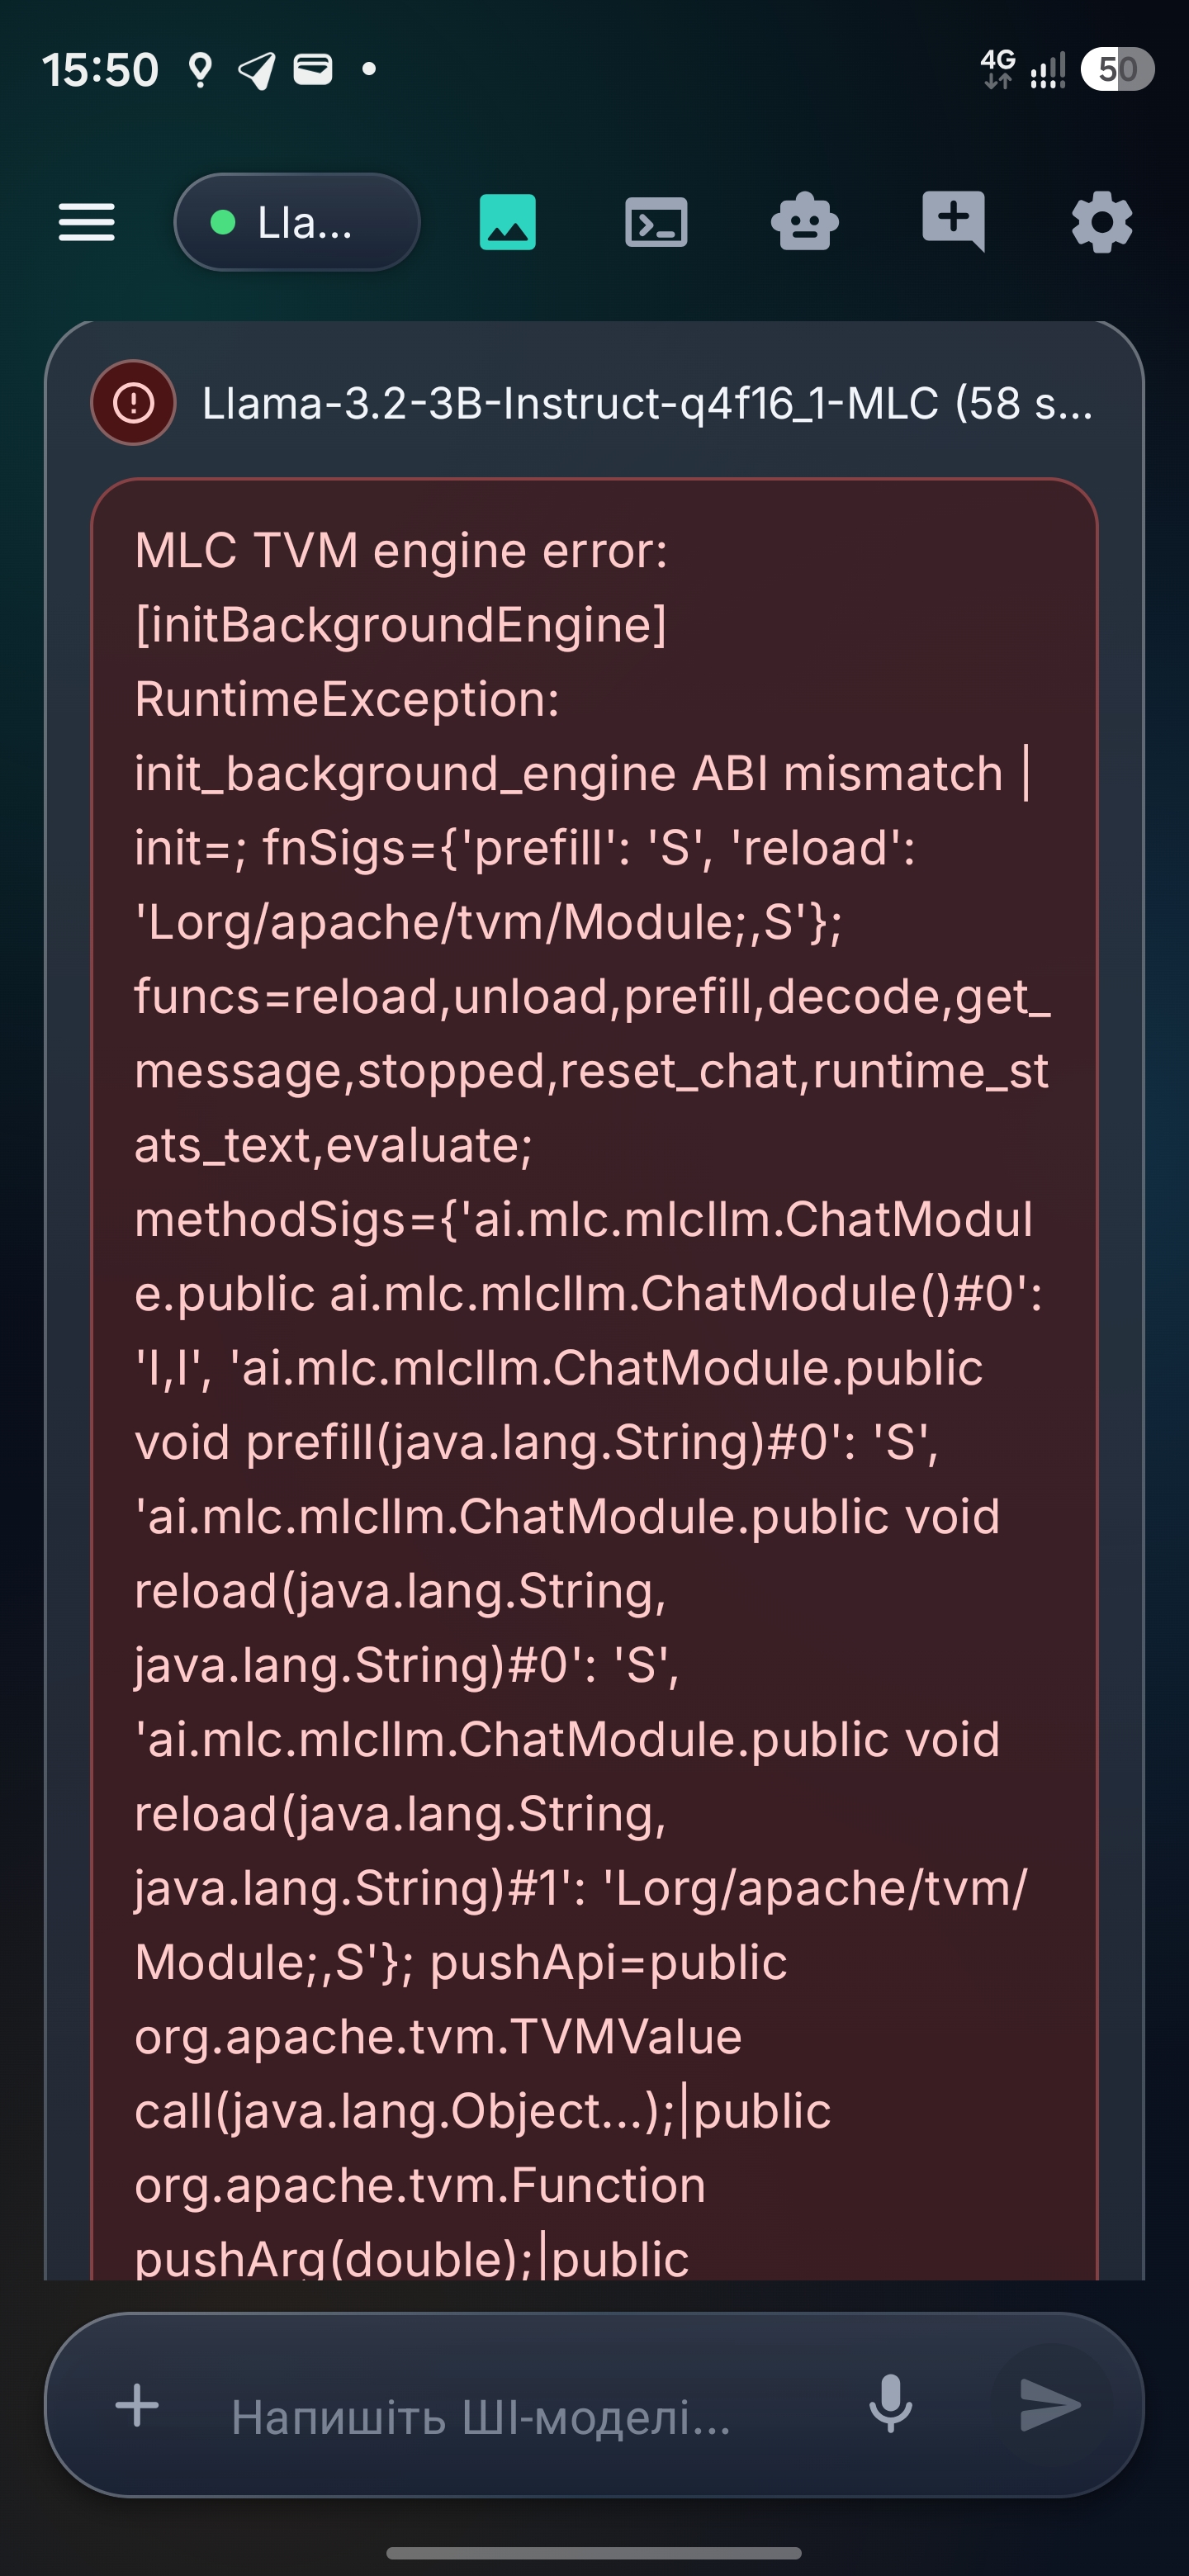 15:50
4G
50
Lla...
Llama-3.2-3B-Instruct-q4f16_1-MLC (58 s...
MLC TVM engine error:
[initBackgroundEngine]
RuntimeException:
init_background_engine ABI mismatch |
init=; fnSigs={'prefill': 'S', 'reload':
'Lorg/apache/tvm/Module;,S'};
funcs=reload,unload,prefill,decode,get_
message,stopped,reset_chat,runtime_st
ats_text,evaluate;
methodSigs={'ai.mlc.mlcllm.ChatModul
e.public ai.mlc.mlcllm.ChatModule()#0':
'I,I', 'ai.mlc.mlcllm.ChatModule.public
void prefill(java.lang.String)#0': 'S',
'ai.mlc.mlcllm.ChatModule.public void
reload(java.lang.String,
java.lang.String)#0': 'S',
'ai.mlc.mlcllm.ChatModule.public void
reload(java.lang.String,
java.lang.String)#1': 'Lorg/apache/tvm/
Module;,S'}; pushApi=public
org.apache.tvm.TVMValue
call(java.lang.Object...);|public
org.apache.tvm.Function
pushArg(double);|public
Напишіть ШІ-моделі...